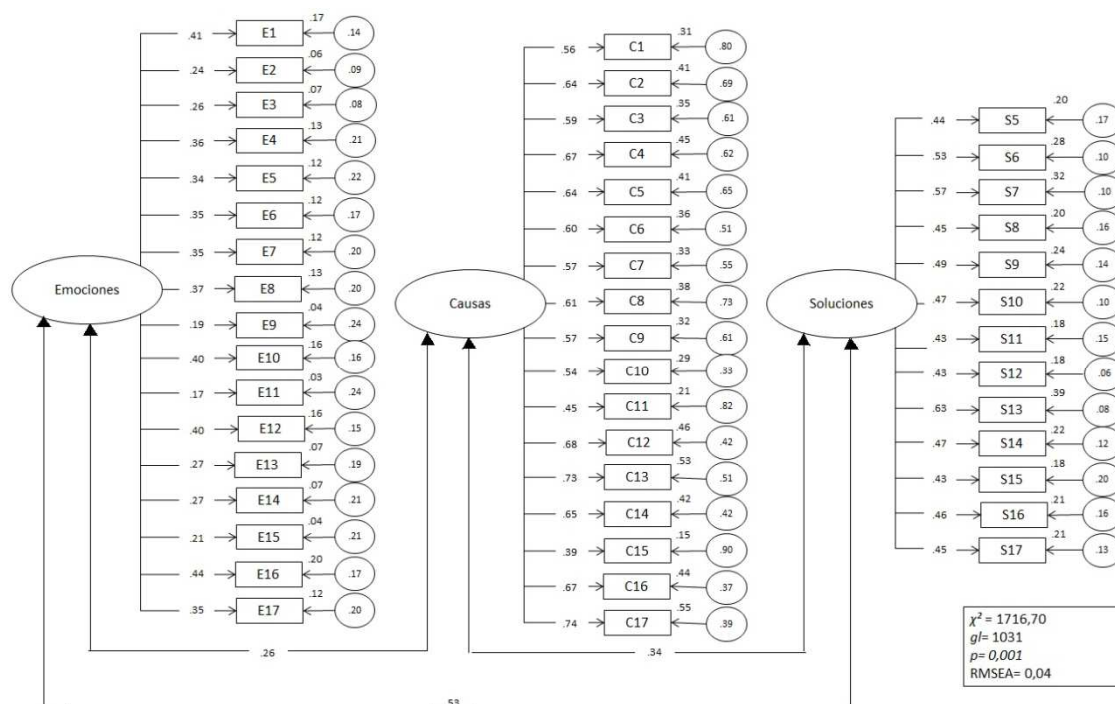 Emociones
.41 E1 .17 .14
.24 E2 .06 .09
.26 E3 .07 .08
.36 E4 .13 .21
.34 E5 .12 .22
.35 E6 .12 .17
.35 E7 .12 .20
.37 E8 .13 .20
.19 E9 .04 .24
.40 E10 .16 .16
.17 E11 .03 .24
.40 E12 .16 .15
.27 E13 .07 .19
.27 E14 .07 .21
.21 E15 .04 .21
.44 E16 .20 .17
.35 E17 .12 .20
Causas
.56 C1 .31 .80
.64 C2 .41 .69
.59 C3 .35 .61
.67 C4 .45 .62
.64 C5 .41 .65
.60 C6 .36 .51
.57 C7 .33 .55
.61 C8 .38 .73
.57 C9 .32 .61
.54 C10 .29 .33
.45 C11 .21 .82
.68 C12 .46 .42
.73 C13 .53 .51
.65 C14 .42 .42
.39 C15 .15 .90
.67 C16 .44 .37
.74 C17 .55 .39
Soluciones
.44 S5 .20 .17
.53 S6 .28 .10
.57 S7 .32 .10
.45 S8 .20 .16
.49 S9 .24 .14
.47 S10 .22 .10
.43 S11 .18 .15
.43 S12 .18 .06
.63 S13 .39 .08
.47 S14 .22 .12
.43 S15 .18 .20
.46 S16 .21 .16
.45 S17 .21 .13
.26
.34
.53
χ² = 1716,70
gl= 1031
p= 0,001
RMSEA= 0,04